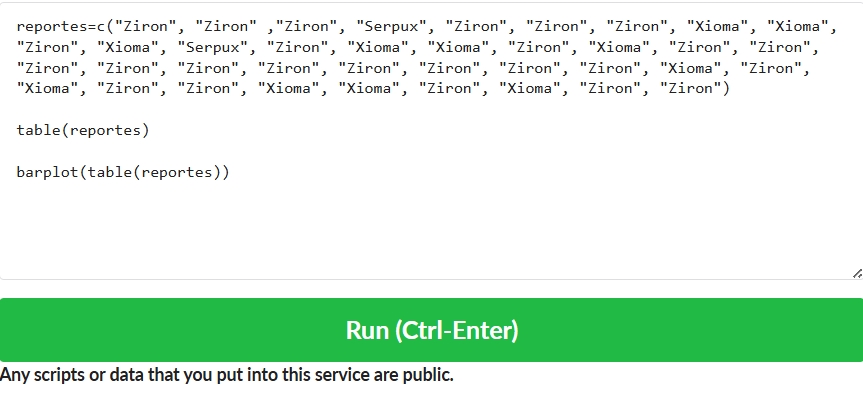 reportes=c("Ziron", "Ziron" ,"Ziron", "Serpux", "Ziron", "Ziron", "Ziron", "Xioma", "Xioma",
"Ziron", "Xioma", "Serpux", "Ziron", "Xioma", "Xioma", "Ziron", "Xioma", "Ziron", "Ziron",
"Ziron", "Ziron", "Ziron", "Ziron", "Ziron", "Ziron", "Ziron", "Ziron", "Xioma", "Ziron",
"Xioma", "Ziron", "Ziron", "Xioma", "Xioma", "Ziron", "Xioma", "Ziron", "Ziron")
table(reportes)
barplot(table(reportes))
Run (Ctrl-Enter)
Any scripts or data that you put into this service are public.